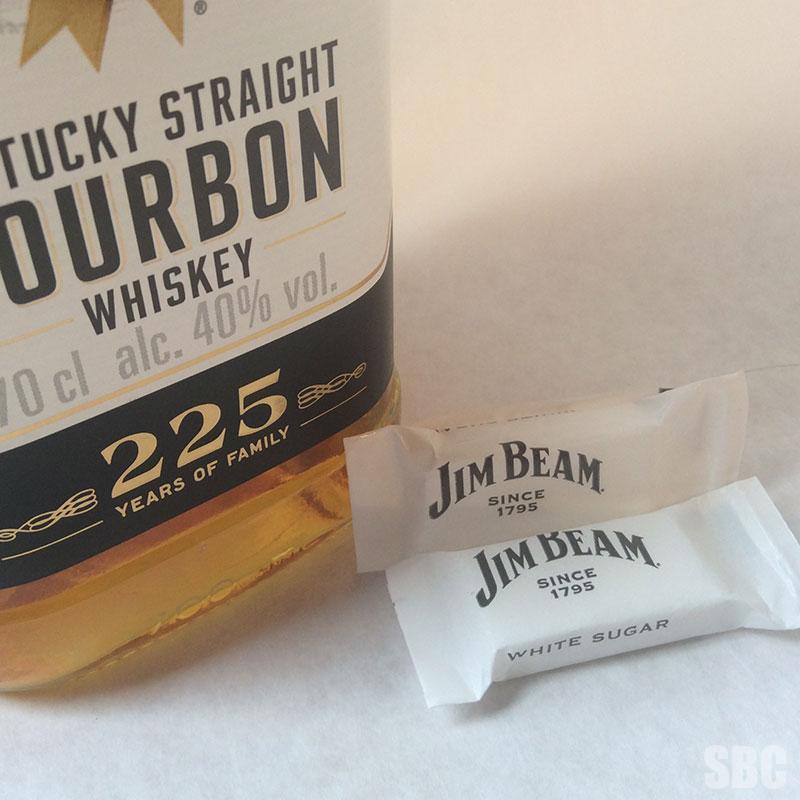 ®
TUCKY STRAIGHT
OURBON
WHISKEY
70 cl alc. 40% vol.
225
YEARS OF FAMILY
JIM BEAM.
SINCE
1795
JIM BEAM.
SINCE
1795
WHITE SUGAR
SBC